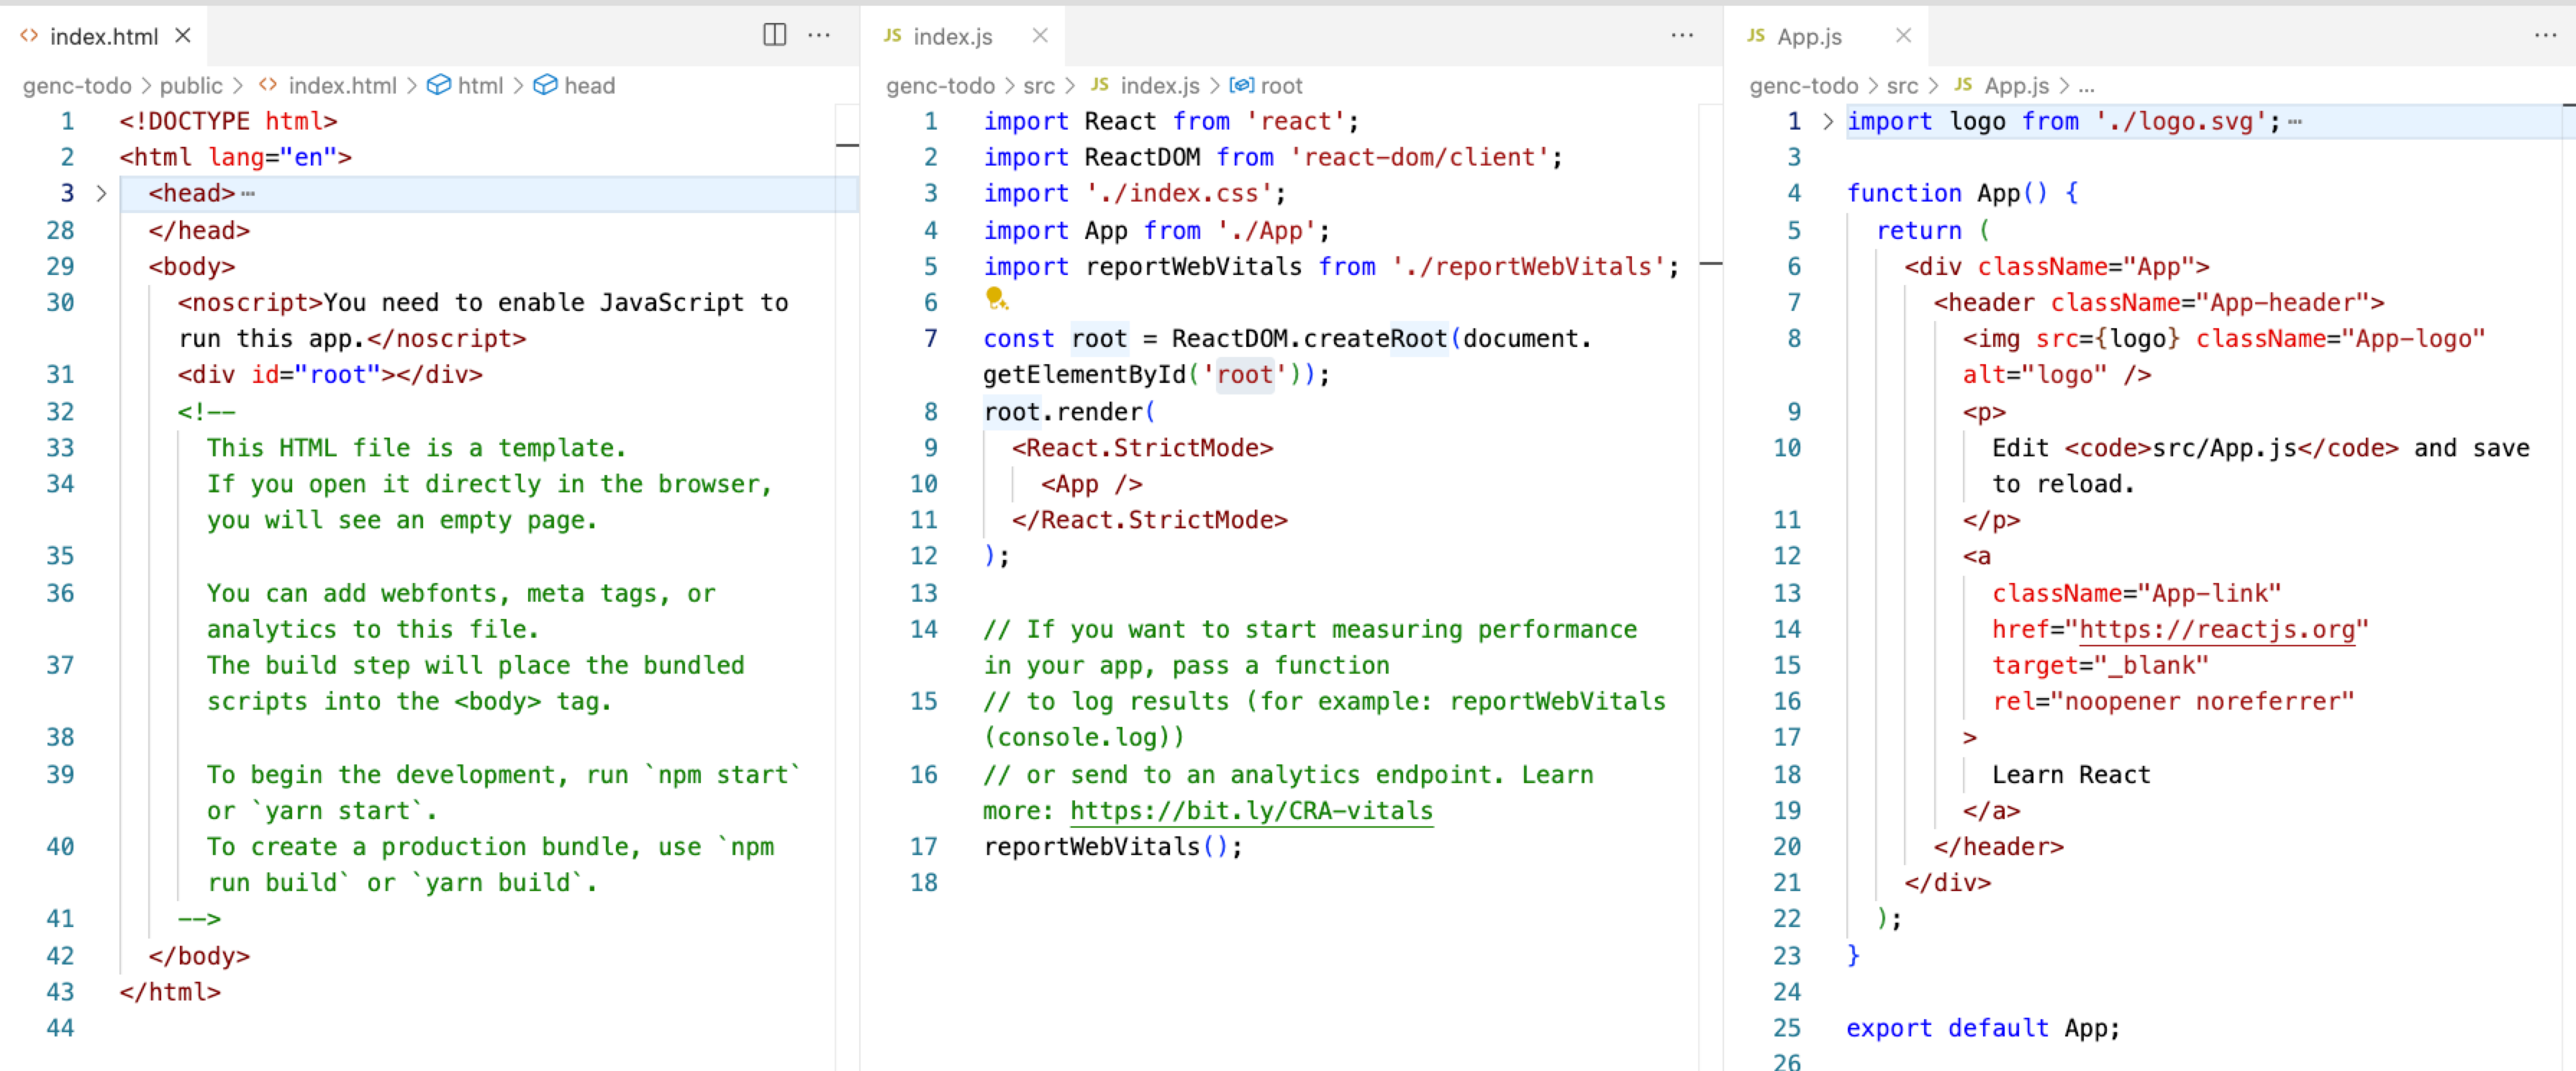 index.html
genc-todo > public > index.html > html > head
1 <!DOCTYPE html>
2 <html lang="en">
3 <head>…
28 </head>
29 <body>
30 <noscript>You need to enable JavaScript to
run this app.</noscript>
31 <div id="root"></div>
32 <!--
33 This HTML file is a template.
34 If you open it directly in the browser,
you will see an empty page.
35
36 You can add webfonts, meta tags, or
analytics to this file.
37 The build step will place the bundled
scripts into the <body> tag.
38
39 To begin the development, run `npm start`
or `yarn start`.
40 To create a production bundle, use `npm
run build` or `yarn build`.
41 -->
42 </body>
43 </html>
44
JS index.js
genc-todo > src > JS index.js > root
1 import React from 'react';
2 import ReactDOM from 'react-dom/client';
3 import './index.css';
4 import App from './App';
5 import reportWebVitals from './reportWebVitals';
6
7 const root = ReactDOM.createRoot(document.
getElementById('root'));
8 root.render(
9 <React.StrictMode>
10 <App />
11 </React.StrictMode>
12 );
13
14 // If you want to start measuring performance
in your app, pass a function
15 // to log results (for example: reportWebVitals
(console.log))
16 // or send to an analytics endpoint. Learn
more: https://bit.ly/CRA-vitals
17 reportWebVitals();
18
JS App.js
genc-todo > src > JS App.js > ...
1 import logo from './logo.svg';…
3
4 function App() {
5 return (
6 <div className="App">
7 <header className="App-header">
8 <img src={logo} className="App-logo"
alt="logo" />
9 <p>
10 Edit <code>src/App.js</code> and save
to reload.
11 </p>
12 <a
13 className="App-link"
14 href="https://reactjs.org"
15 target="_blank"
16 rel="noopener noreferrer"
17 >
18 Learn React
19 </a>
20 </header>
21 </div>
22 );
23 }
24
25 export default App;
26